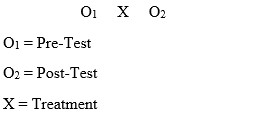 O₁ X O₂
O₁ = Pre-Test
O₂ = Post-Test
X = Treatment